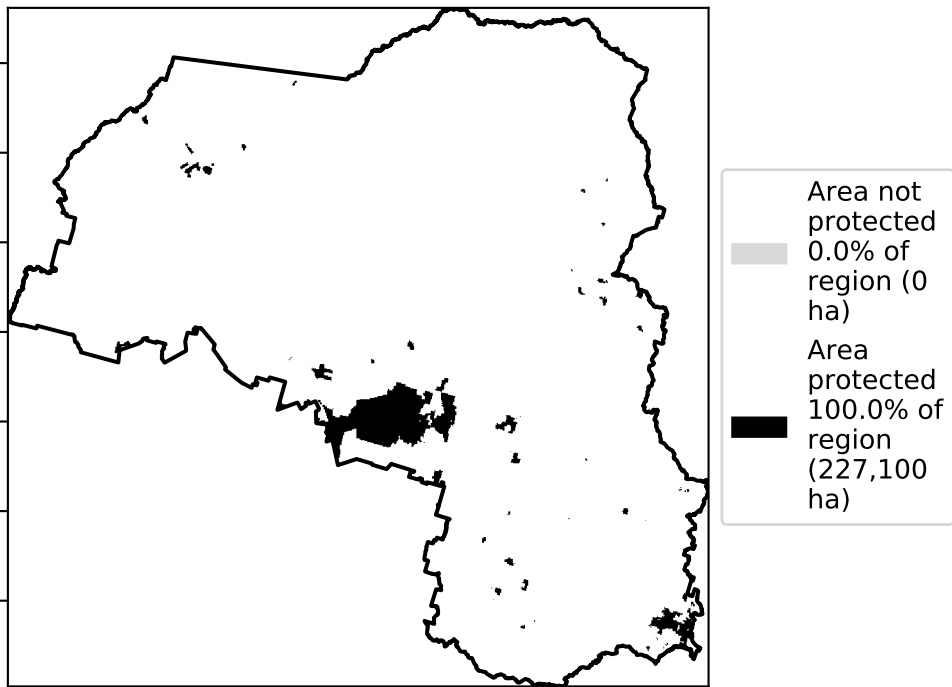 Area not
protected
0.0% of
region (0
ha)
Area
protected
100.0% of
region
(227,100
ha)